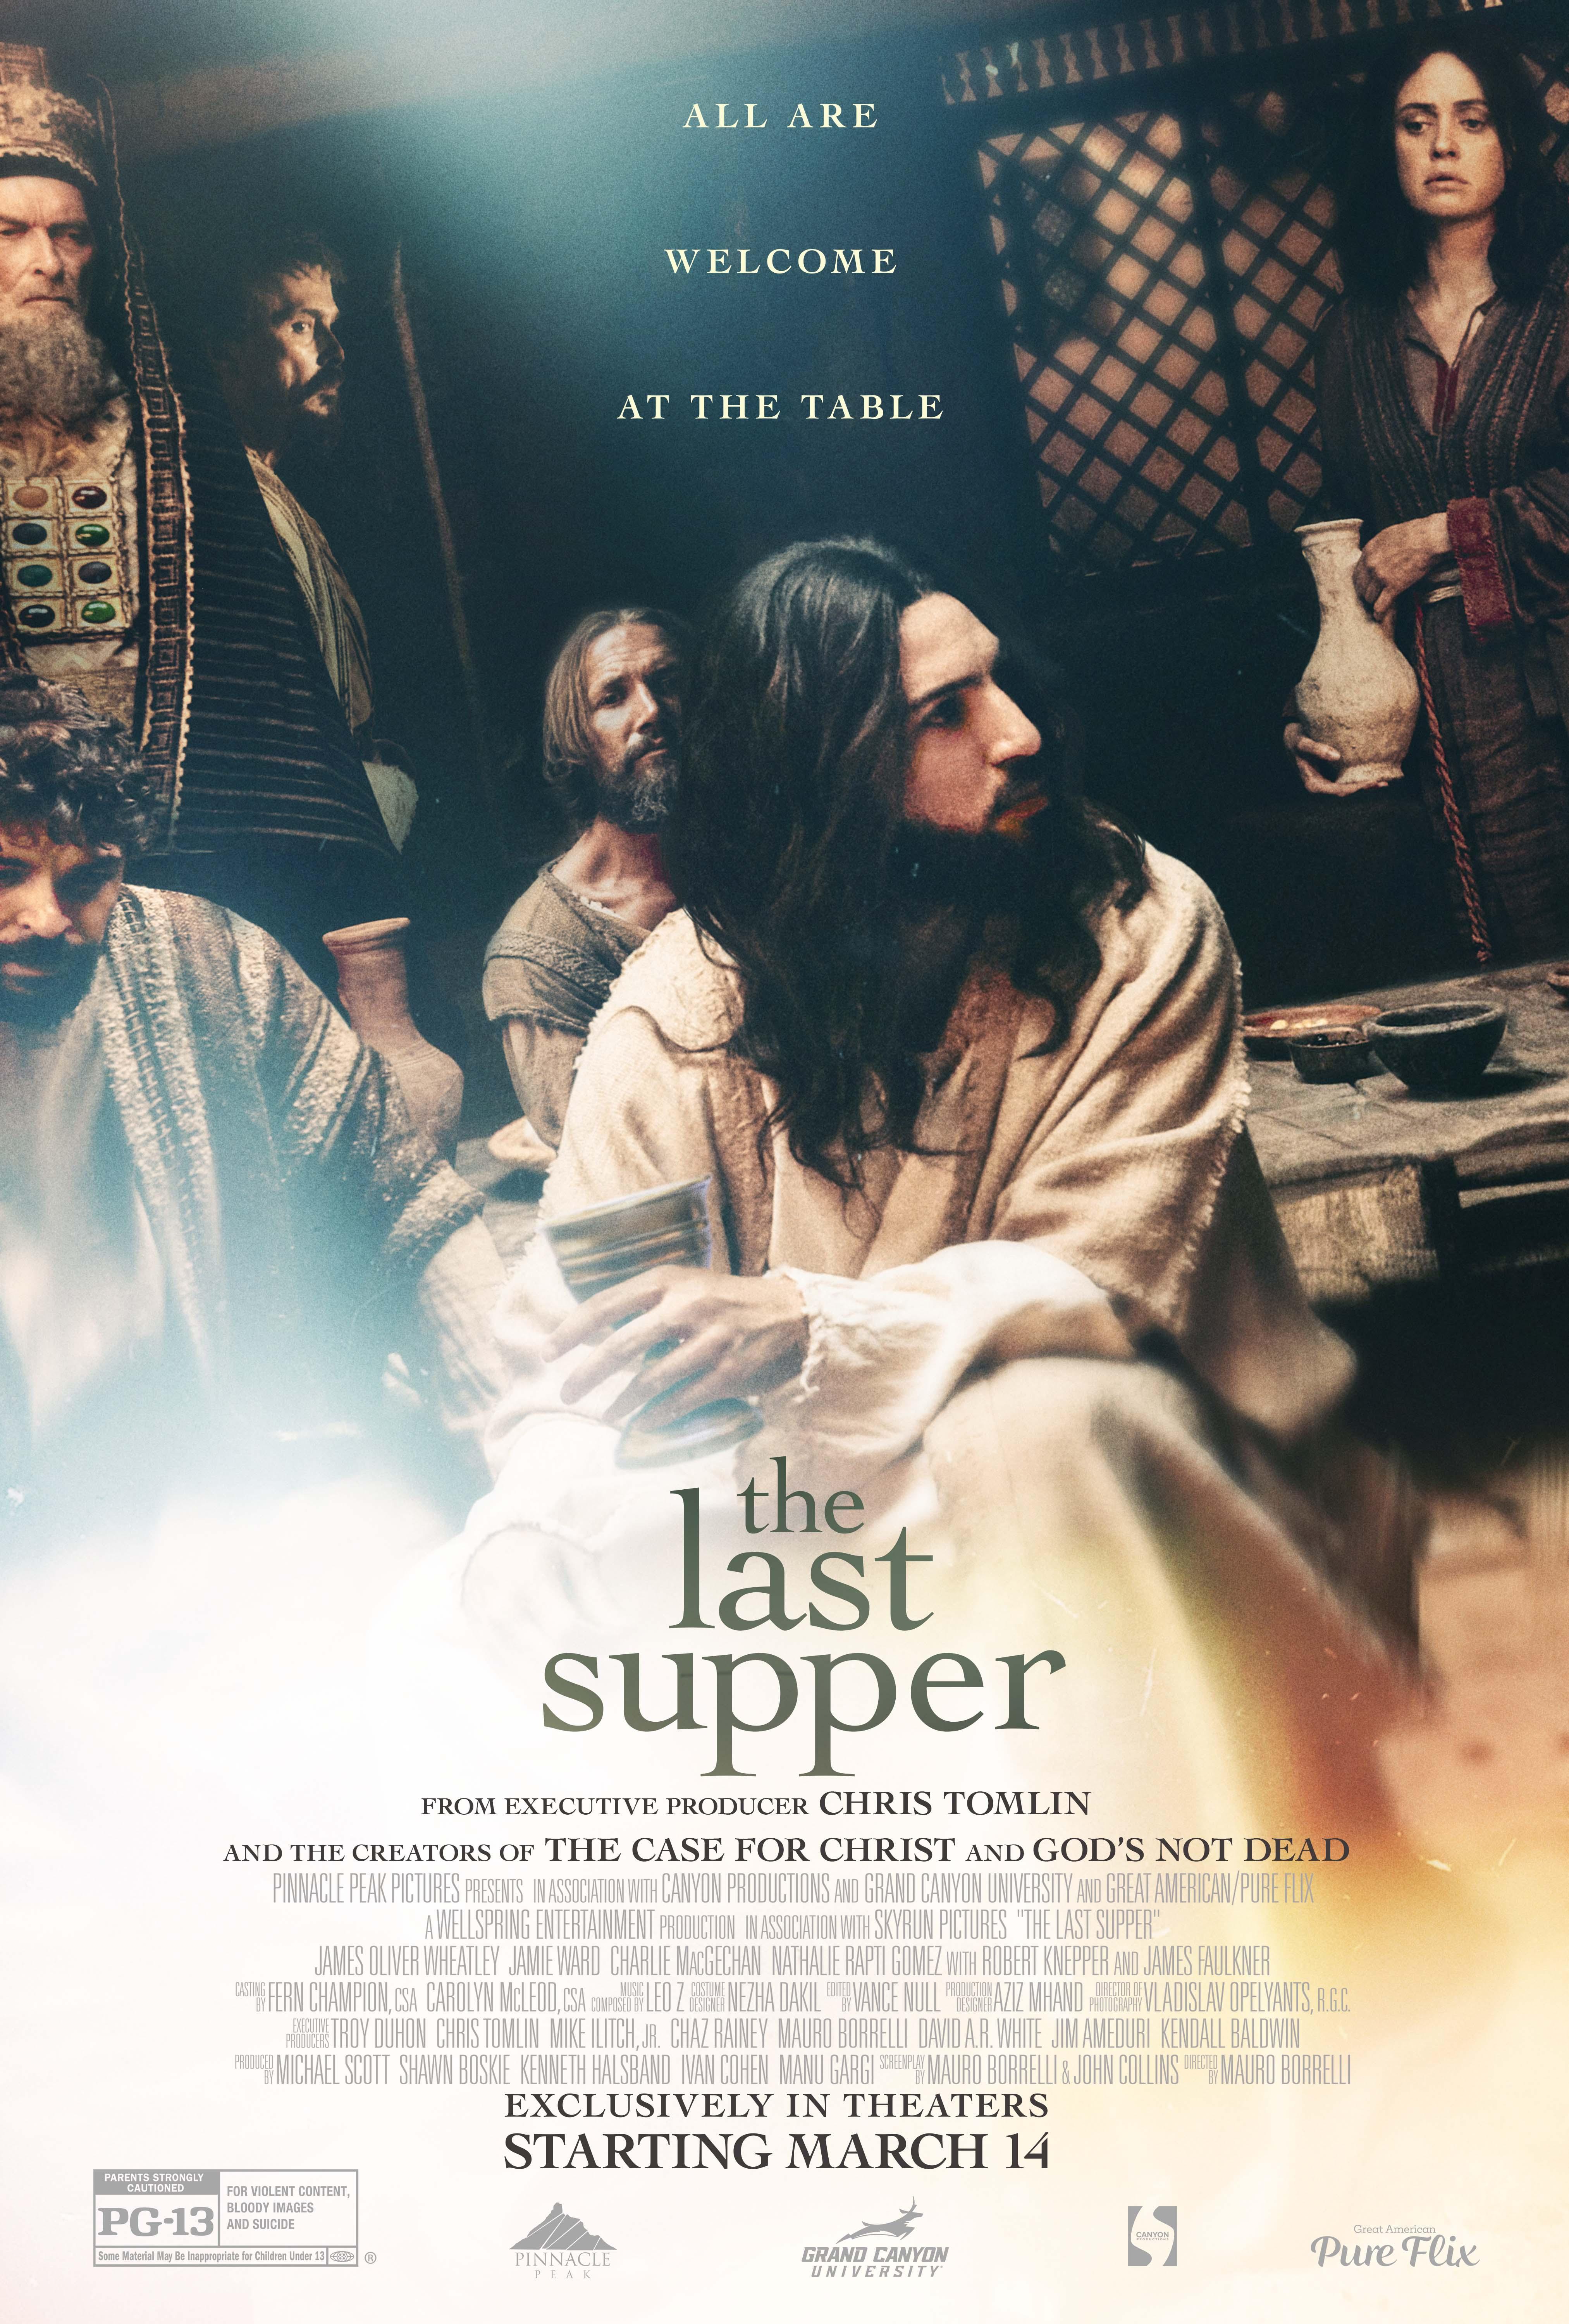 ALL ARE
WELCOME
AT THE TABLE
the
last
supper
FROM EXECUTIVE PRODUCER CHRIS TOMLIN
AND THE CREATORS OF THE CASE FOR CHRIST AND GOD'S NOT DEAD
PINNACLE PEAK PICTURES PRESENTS IN ASSOCIATION WITH CANYON PRODUCTIONS AND GRAND CANYON UNIVERSITY AND GREAT AMERICAN/PURE FLIX
A WELLSPRING ENTERTAINMENT PRODUCTION IN ASSOCIATION WITH SKYRUN PICTURES "THE LAST SUPPER"
JAMES OLIVER WHEATLEY JAMIE WARD CHARLIE MACGECHAN NATHALIE RAPTI GOMEZ WITH ROBERT KNEPPER AND JAMES FAULKNER
CASTING BY FERN CHAMPION, CSA CAROLYN MCLEOD, CSA MUSIC COMPOSED BY LEO Z COSTUME DESIGNER NEZHA DAKIL EDITED BY VANCE NULL PRODUCTION DESIGNER AZIZ MHAND DIRECTOR OF PHOTOGRAPHY VLADISLAV OPELYANTS, R.G.C.
EXECUTIVE PRODUCERS TROY DUHON CHRIS TOMLIN MIKE ILITCH, JR. CHAZ RAINEY MAURO BORRELLI DAVID A.R. WHITE JIM AMEDURI KENDALL BALDWIN
PRODUCED BY MICHAEL SCOTT SHAWN BOSKIE KENNETH HALSBAND IVAN COHEN MANU GARGI SCREENPLAY BY MAURO BORRELLI & JOHN COLLINS DIRECTED BY MAURO BORRELLI
EXCLUSIVELY IN THEATERS
STARTING MARCH 14
PARENTS STRONGLY CAUTIONED
PG-13
FOR VIOLENT CONTENT,
BLOODY IMAGES
AND SUICIDE
Some Material May Be Inappropriate for Children Under 13
®
PINNACLE
PEAK
GRAND CANYON
UNIVERSITY
CANYON
PRODUCTIONS
Great American
Pure Flix